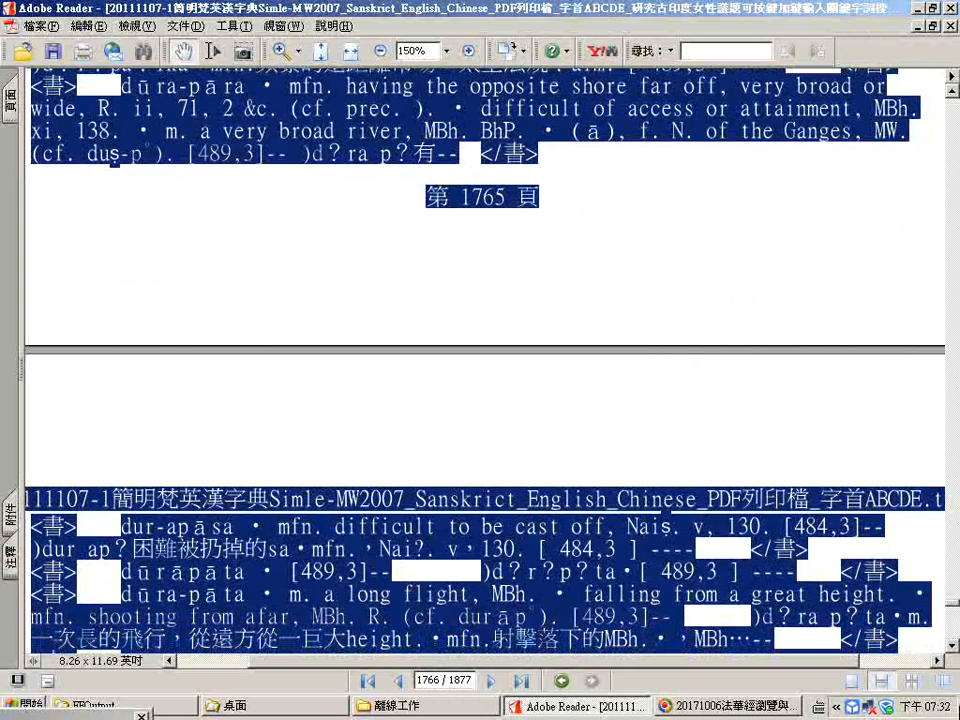 Adobe Reader - [20111107-1簡明梵英漢字典Simle-MW2007_Sanskrict_English_Chinese_PDF列印檔_字首ABCDE_研究古印度女性議題可按鍵加鍵輸入關鍵字詞搜
檔案(F) 編輯(E) 檢視(V) 文件(D) 工具(T) 視窗(W) 說明(H)
150% 尋找：
頁面
<書> dūra-pāra • mfn. having the opposite shore far off, very broad or
wide, R. ii, 71, 2 &c. (cf. prec. ). • difficult of access or attainment, MBh.
xi, 138. • m. a very broad river, MBh. BhP. • (ā), f. N. of the Ganges, MW.
(cf. duṣ-p°). [489,3]-- )d？ra p？有-- </書>
第 1765 頁
111107-1簡明梵英漢字典Simle-MW2007_Sanskrict_English_Chinese_PDF列印檔_字首ABCDE.t
<書> dur-apāsa • mfn. difficult to be cast off, Naiṣ. v, 130. [484,3]--
)dur ap？困難被扔掉的sa•mfn.，Nai?. v，130. [ 484,3 ] ---- </書>
<書> dūrāpāta • [489,3]-- )d？r？p？ta•[ 489,3 ] ---- </書>
<書> dūra-pāta • m. a long flight, MBh. • falling from a great height. •
mfn. shooting from afar, MBh. R. (cf. durāp°). [489,3]-- )d？ra p？ta•m.
一次長的飛行，從遠方從一巨大height.•mfn.射擊落下的MBh.•，MBh…-- </書>
附件
注釋
8.26 x 11.69 英吋
1766 / 1877
開始 FFOutput 桌面 離線工作 Adobe Reader - [201111... 20171006法華經瀏覽與... 下午 07:32